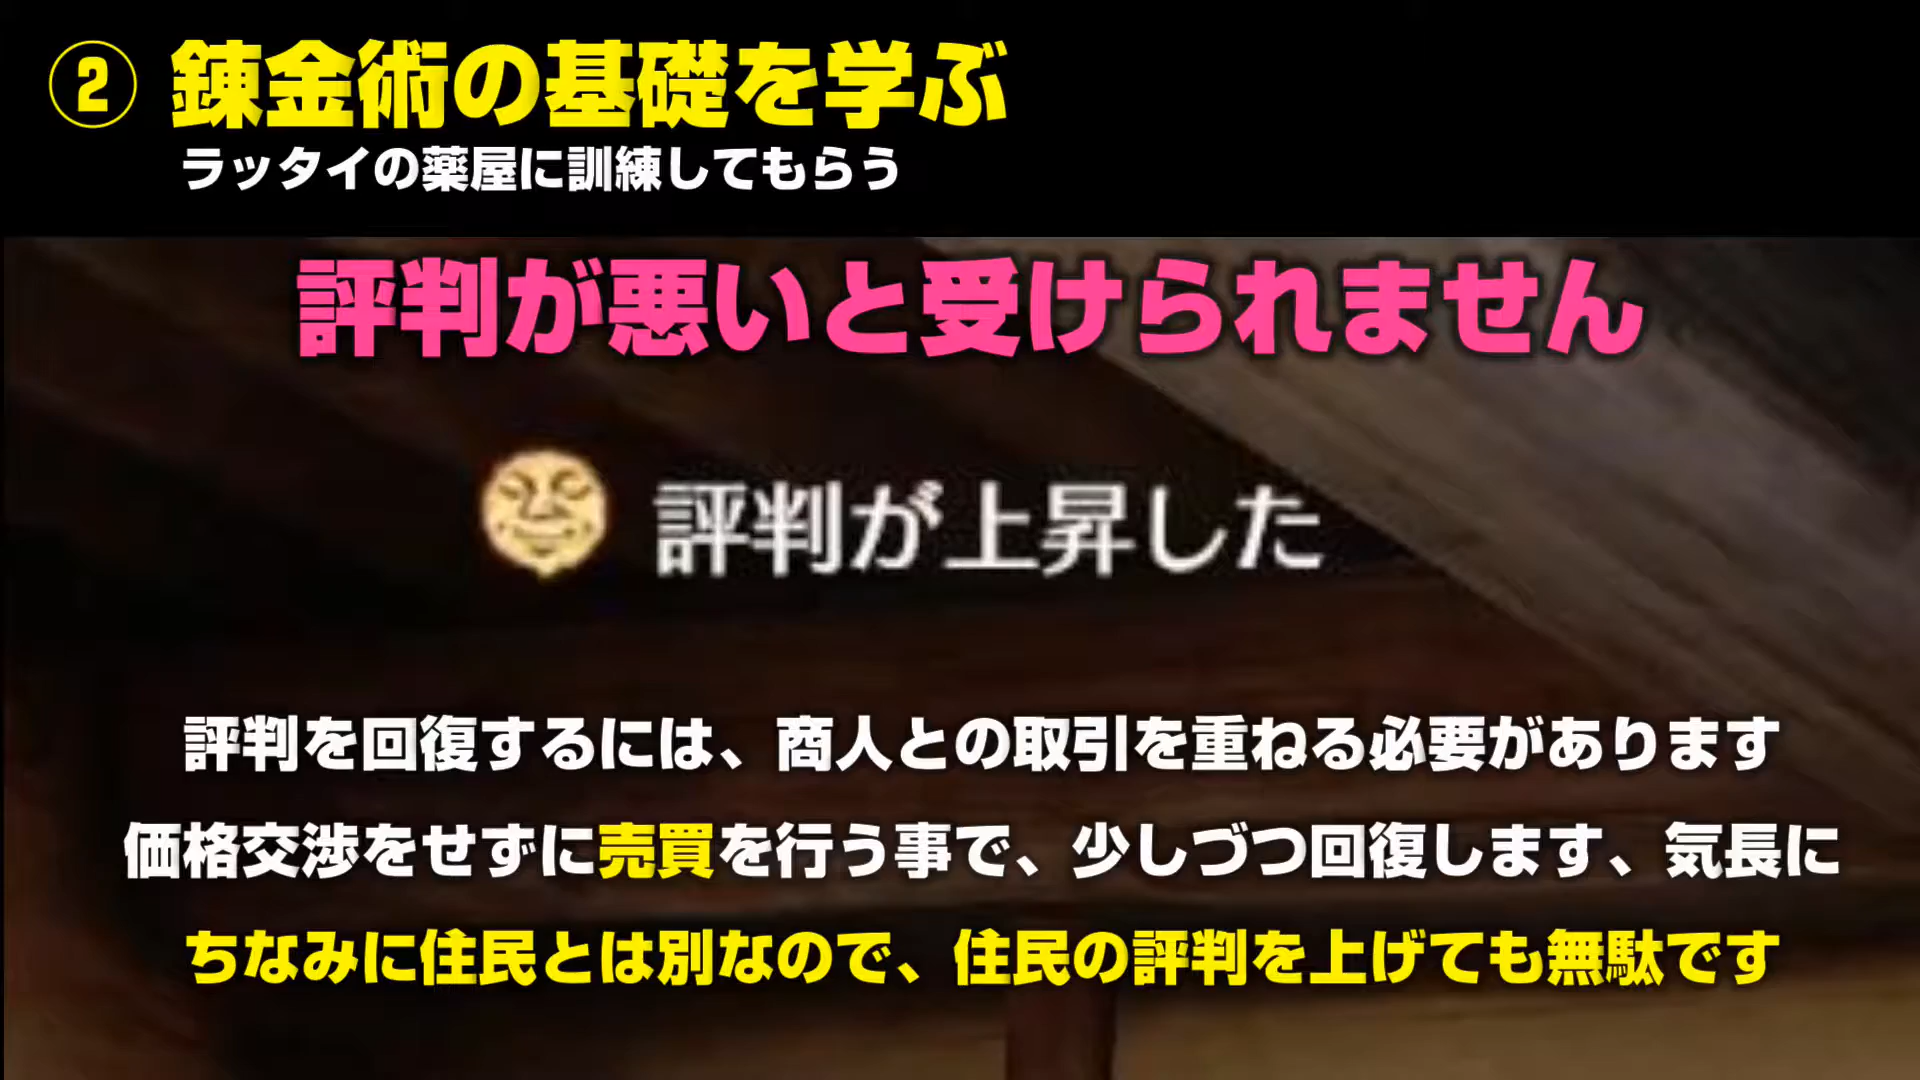 ② 錬金術の基礎を学ぶ
ラッタイの薬屋に訓練してもらう
評判が悪いと受けられません
評判が上昇した
評判を回復するには、商人との取引を重ねる必要があります
価格交渉をせずに売買を行う事で、少しづつ回復します、気長に
ちなみに住民とは別なので、住民の評判を上げても無駄です